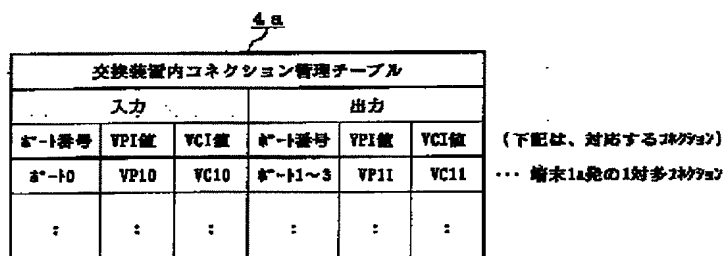 4a
交換装置内コネクション管理テーブル
入力 出力
ポート番号 VPI値 VCI値 ポート番号 VPI値 VCI値 (下記は、対応するコネクション)
ポート0 VP10 VC10 ポート1~3 VP11 VC11 … 端末1a発の1対多コネクション
: : : : : :